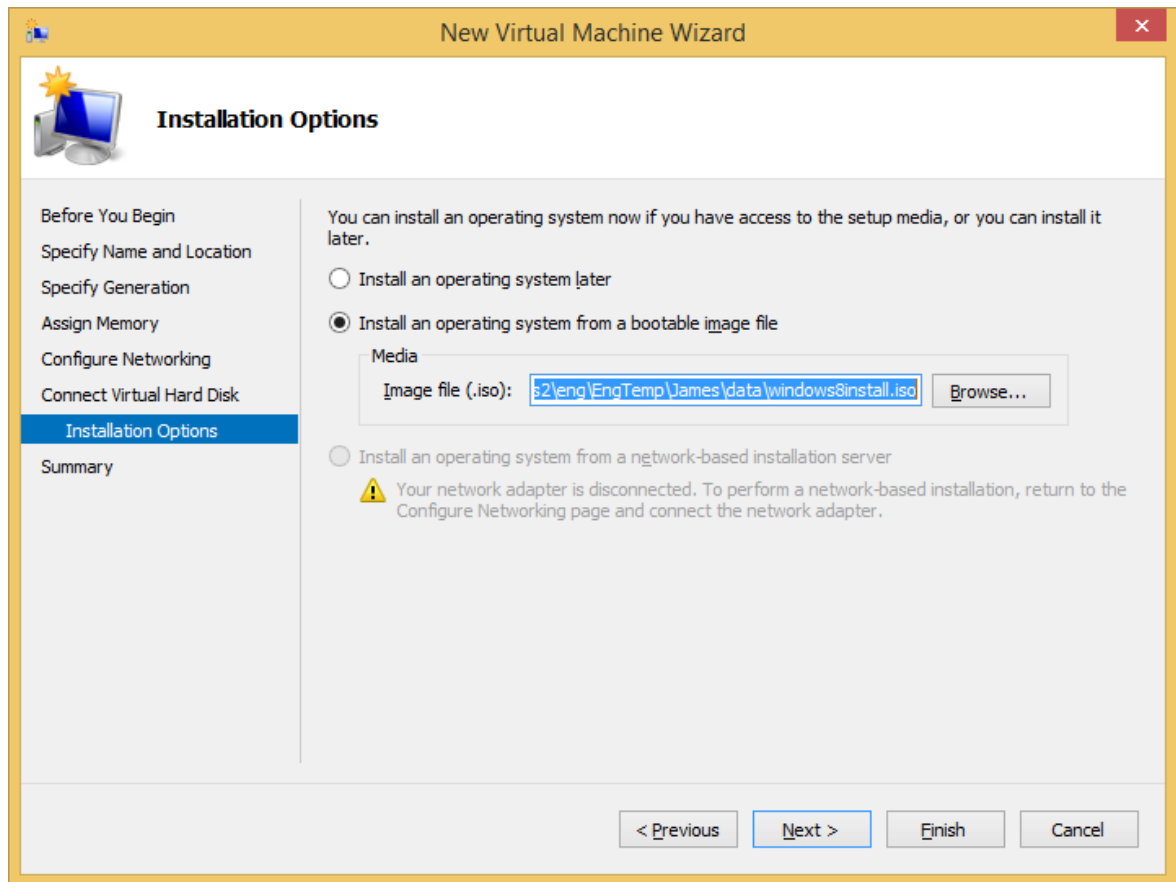 New Virtual Machine Wizard
Installation Options
Before You Begin
Specify Name and Location
Specify Generation
Assign Memory
Configure Networking
Connect Virtual Hard Disk
Installation Options
Summary
You can install an operating system now if you have access to the setup media, or you can install it
later.
Install an operating system later
Install an operating system from a bootable image file
Media
Image file (.iso): s2\eng\EngTemp\James\data\windows8install.iso Browse...
Install an operating system from a network-based installation server
Your network adapter is disconnected. To perform a network-based installation, return to the
Configure Networking page and connect the network adapter.
< Previous Next > Finish Cancel